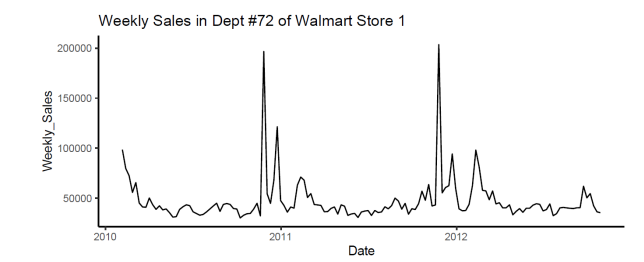 Weekly Sales in Dept #72 of Walmart Store 1
200000
150000
100000
50000
Weekly_Sales
2010
2011
2012
Date